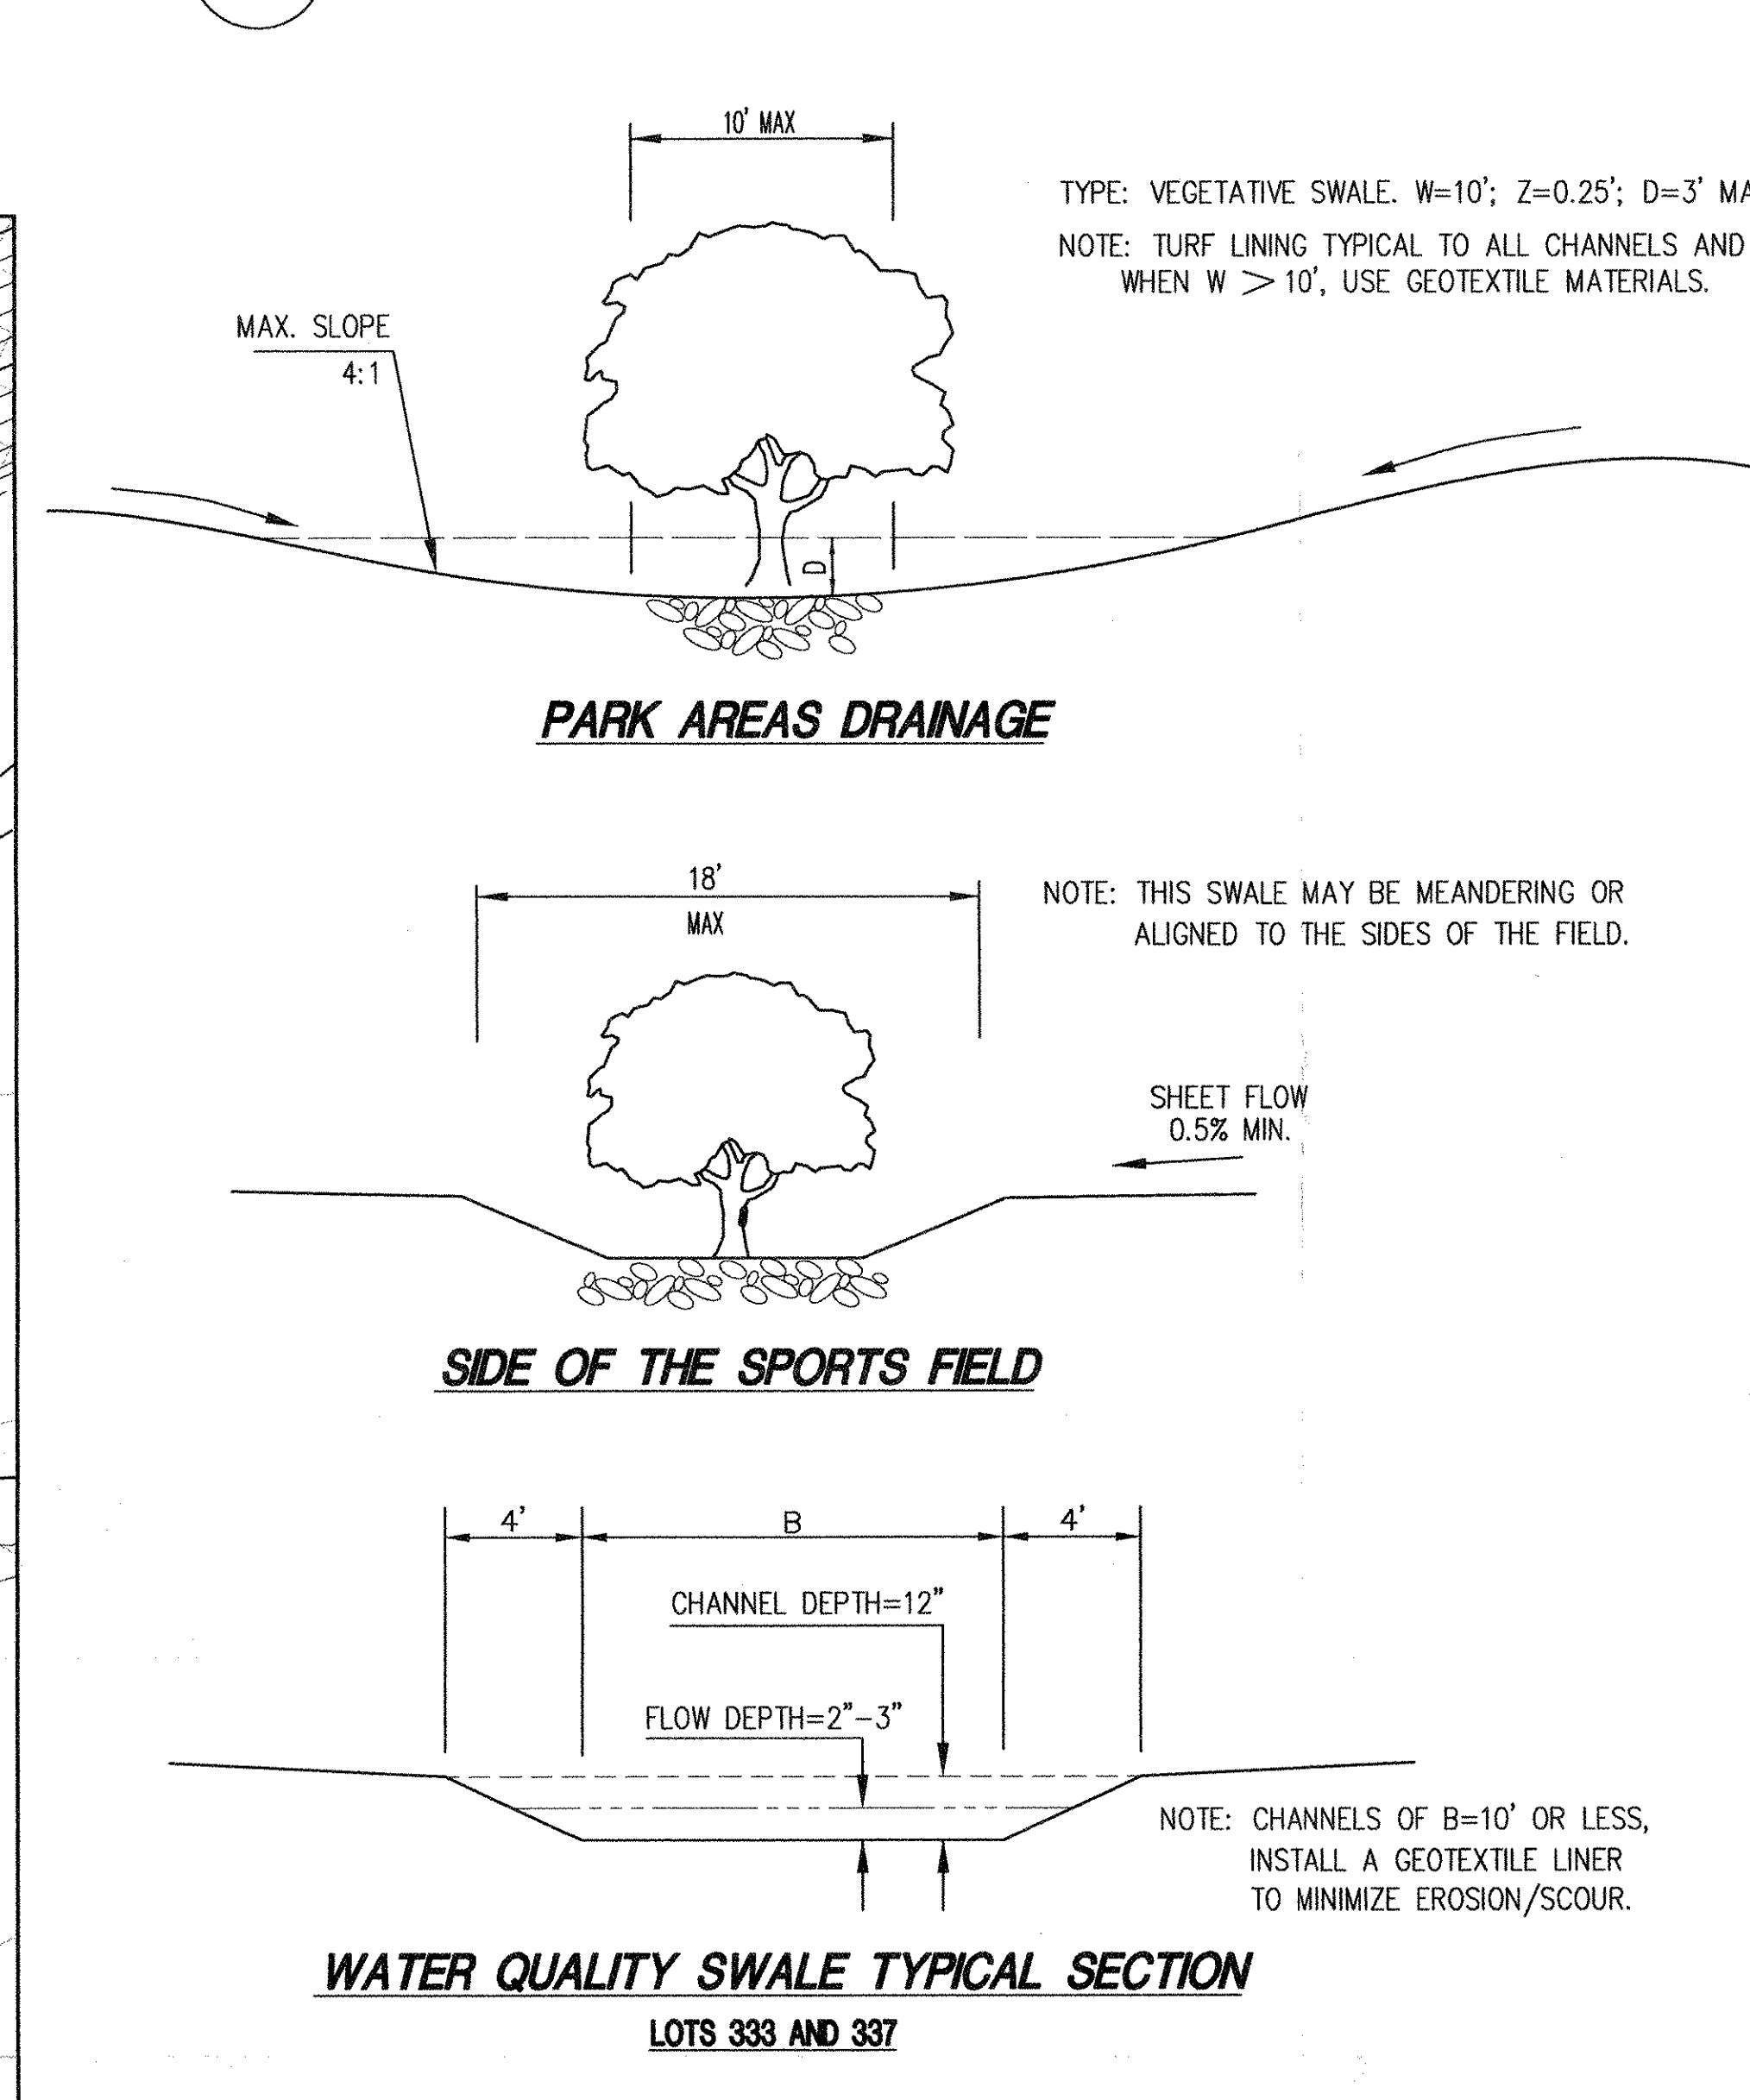 10' MAX
TYPE: VEGETATIVE SWALE. W=10'; Z=0.25'; D=3'
NOTE: TURF LINING TYPICAL TO ALL CHANNELS AND
WHEN W > 10', USE GEOTEXTILE MATERIALS.
MAX. SLOPE
4:1
D
PARK AREAS DRAINAGE
18'
MAX
NOTE: THIS SWALE MAY BE MEANDERING OR
ALIGNED TO THE SIDES OF THE FIELD.
SHEET FLOW
0.5% MIN.
SIDE OF THE SPORTS FIELD
4' B 4'
CHANNEL DEPTH=12"
FLOW DEPTH=2"-3"
NOTE: CHANNELS OF B=10' OR LESS,
INSTALL A GEOTEXTILE LINER
TO MINIMIZE EROSION/SCOUR.
WATER QUALITY SWALE TYPICAL SECTION
LOTS 333 AND 337